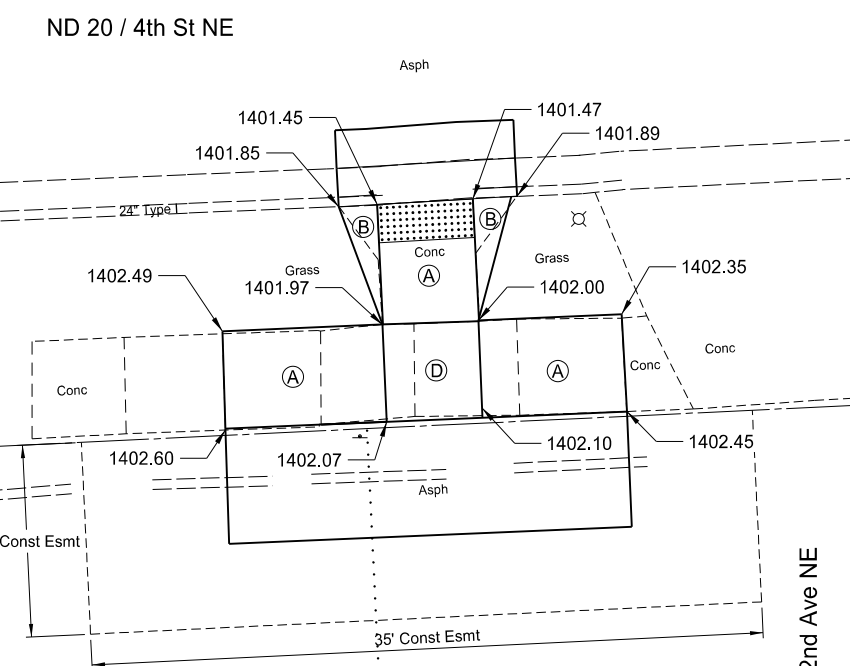 ND 20 / 4th St NE
Asph
1401.45
1401.47
1401.85
1401.89
24" Type I
B
B
Conc
A
Grass
Grass
1402.49
1401.97
1402.00
1402.35
Conc
A
D
A
Conc
Conc
1402.60
1402.07
1402.10
1402.45
Asph
Const Esmt
35' Const Esmt
2nd Ave NE